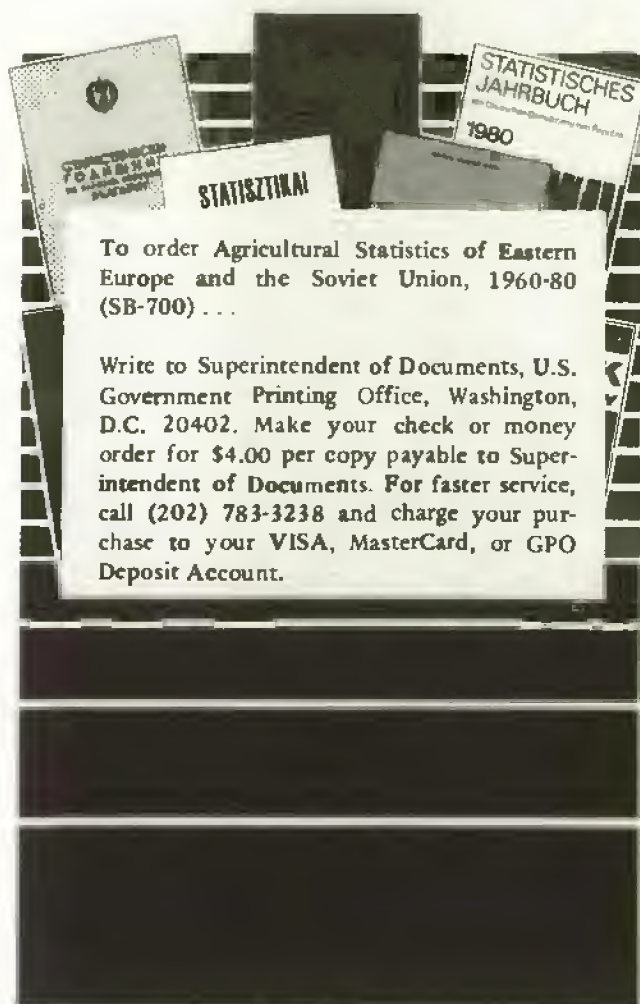 STATISTISCHES
JAHRBUCH
1980
STATISZTIKAI
To order Agricultural Statistics of Eastern
Europe and the Soviet Union, 1960-80
(SB-700) . . .
Write to Superintendent of Documents, U.S.
Government Printing Office, Washington,
D.C. 20402. Make your check or money
order for $4.00 per copy payable to Super-
intendent of Documents. For faster service,
call (202) 783-3238 and charge your pur-
chase to your VISA, MasterCard, or GPO
Deposit Account.
K